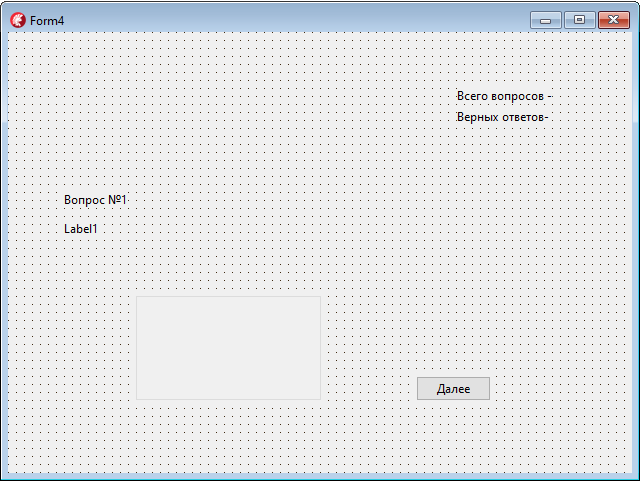 Form4
Всего вопросов -
Верных ответов-
Вопрос №1
Label1
Далее